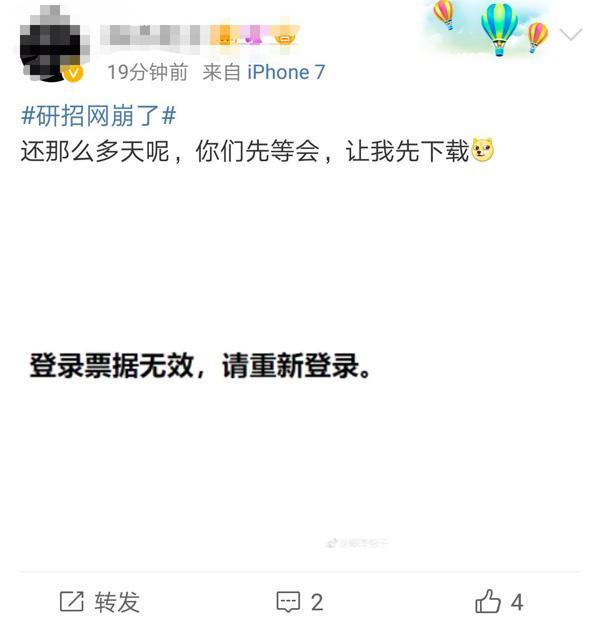 19分钟前 来自 iPhone 7
#研招网崩了#
还那么多天呢，你们先等会，让我先下载
登录票据无效，请重新登录。
转发
2
4